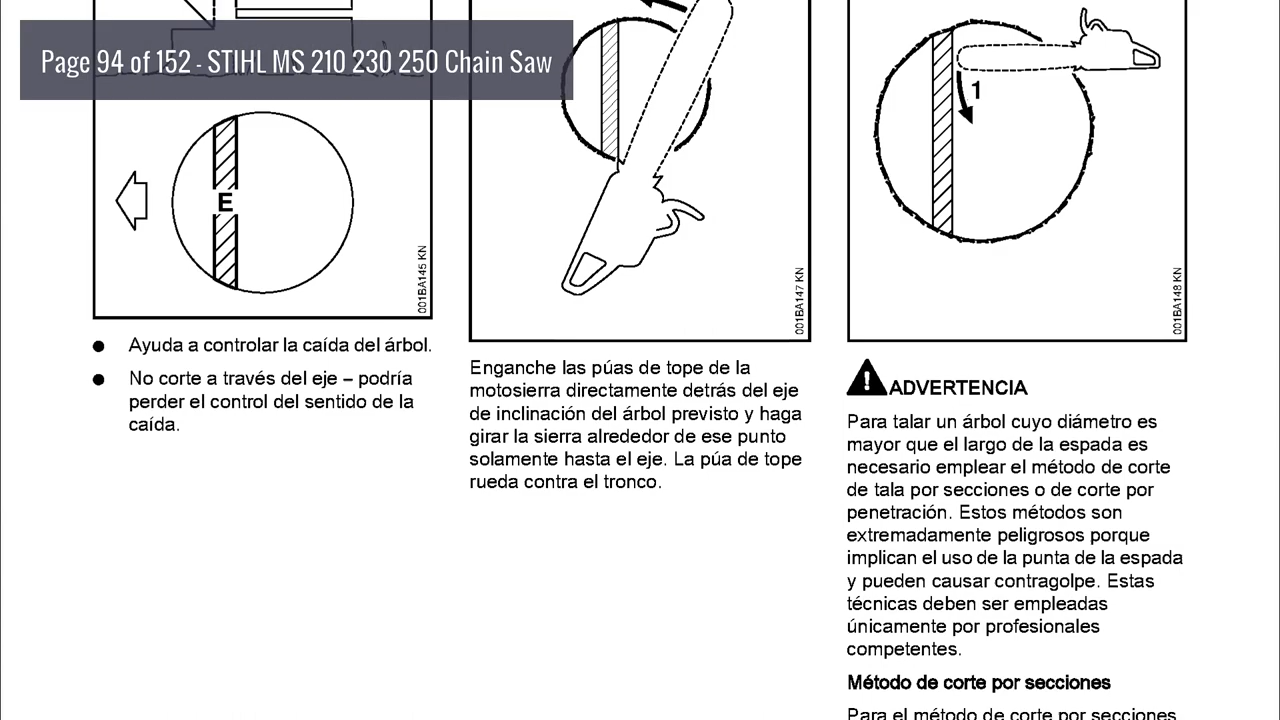 Page 94 of 152 - STIHL MS 210 230 250 Chain Saw
E
001BA145 KN
Ayuda a controlar la caída del árbol.
No corte a través del eje – podría
perder el control del sentido de la
caída.
001BA147 KN
Enganche las púas de tope de la
motosierra directamente detrás del eje
de inclinación del árbol previsto y haga
girar la sierra alrededor de ese punto
solamente hasta el eje. La púa de tope
rueda contra el tronco.
1
001BA148 KN
ADVERTENCIA
Para talar un árbol cuyo diámetro es
mayor que el largo de la espada es
necesario emplear el método de corte
de tala por secciones o de corte por
penetración. Estos métodos son
extremadamente peligrosos porque
implican el uso de la punta de la espada
y pueden causar contragolpe. Estas
técnicas deben ser empleadas
únicamente por profesionales
competentes.
Método de corte por secciones
Para el método de corte por secciones